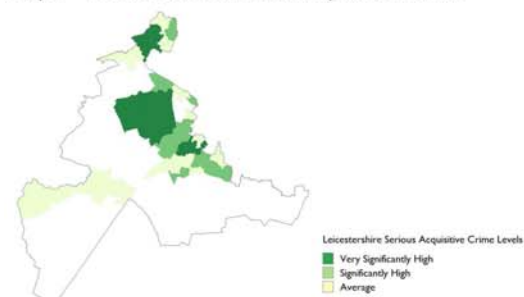 Leicestershire Serious Acquisitive Crime Levels
Very Significantly High
Significantly High
Average